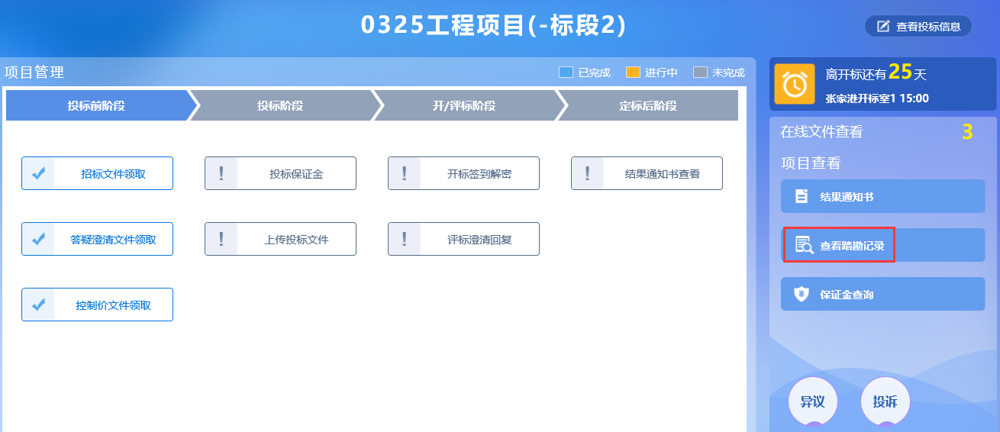 0325工程项目(-标段2)
查看投标信息
项目管理
已完成 进行中 未完成
投标前阶段 投标阶段 开/评标阶段 定标后阶段
招标文件领取 投标保证金 开标签到解密 结果通知书查看
答疑澄清文件领取 上传投标文件 评标澄清回复
控制价文件领取
离开标还有25天
张家港开标室1 15:00
在线文件查看 3
项目查看
结果通知书
查看踏勘记录
保证金查询
异议 投诉